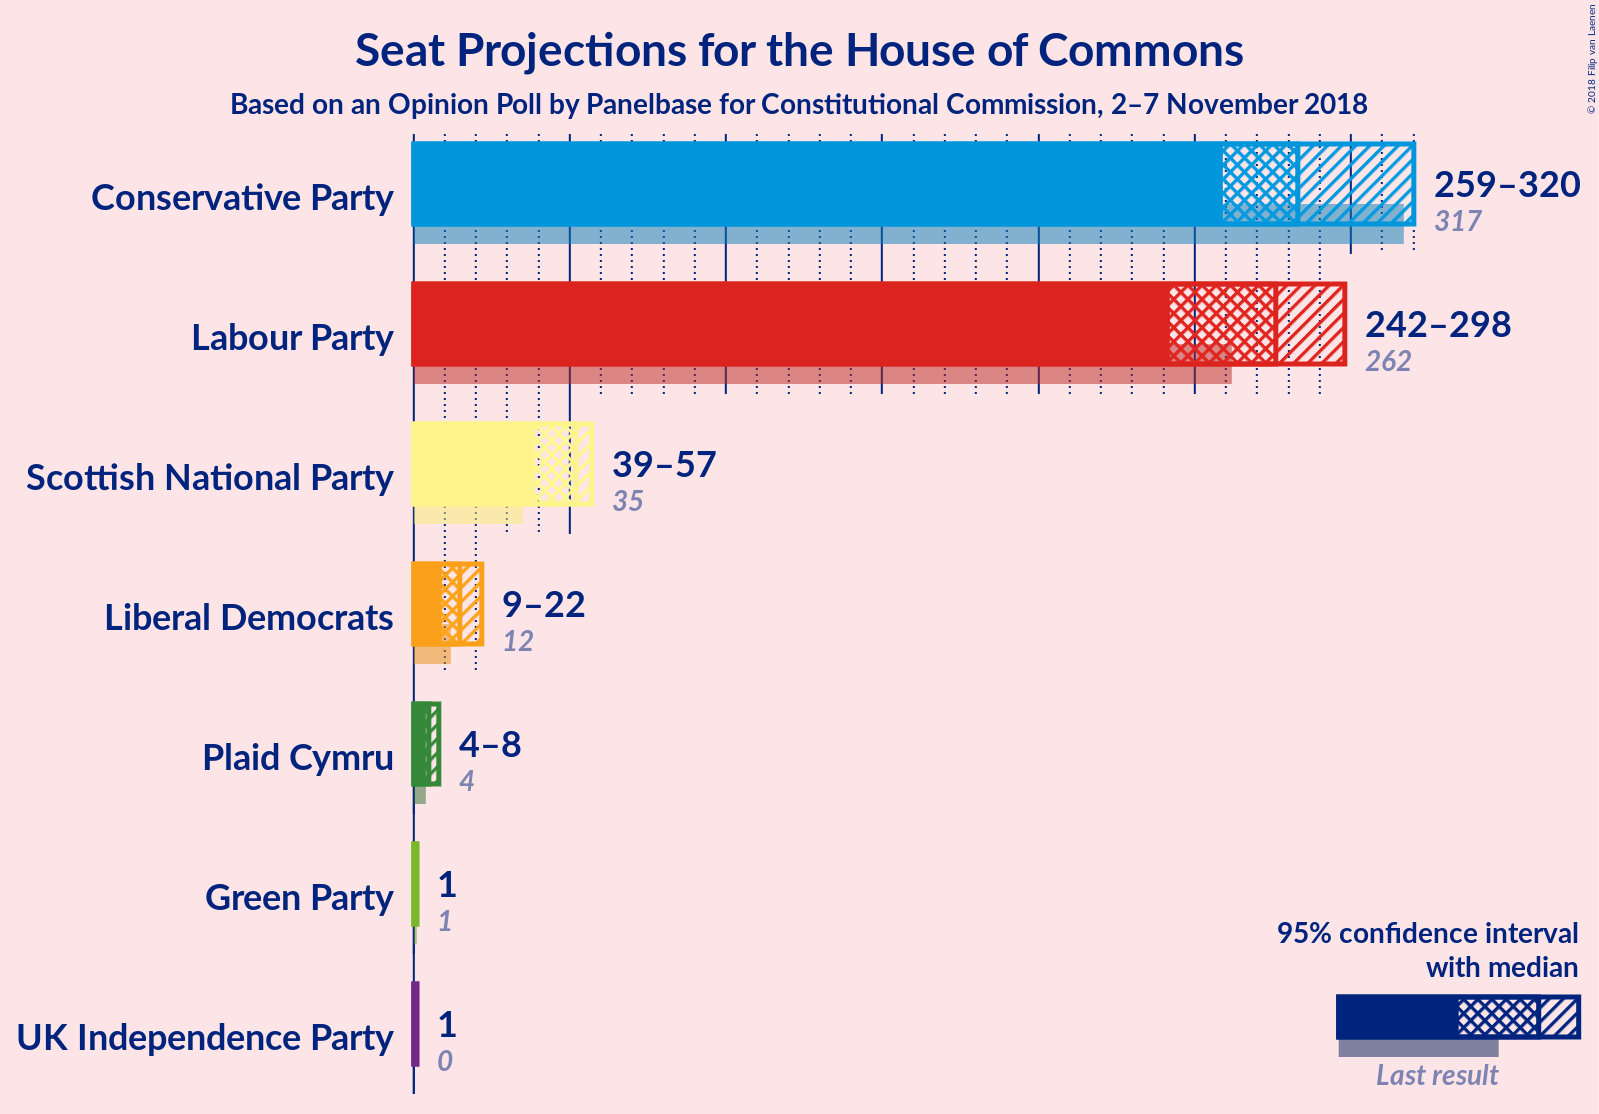 Seat Projections for the House of Commons
Based on an Opinion Poll by Panelbase for Constitutional Commission, 2–7 November 2018
© 2018 Filip van Laenen
Conservative Party
259–320
317
Labour Party
242–298
262
Scottish National Party
39–57
35
Liberal Democrats
9–22
12
Plaid Cymru
4–8
4
Green Party
1
1
UK Independence Party
1
0
95% confidence interval
with median
Last result